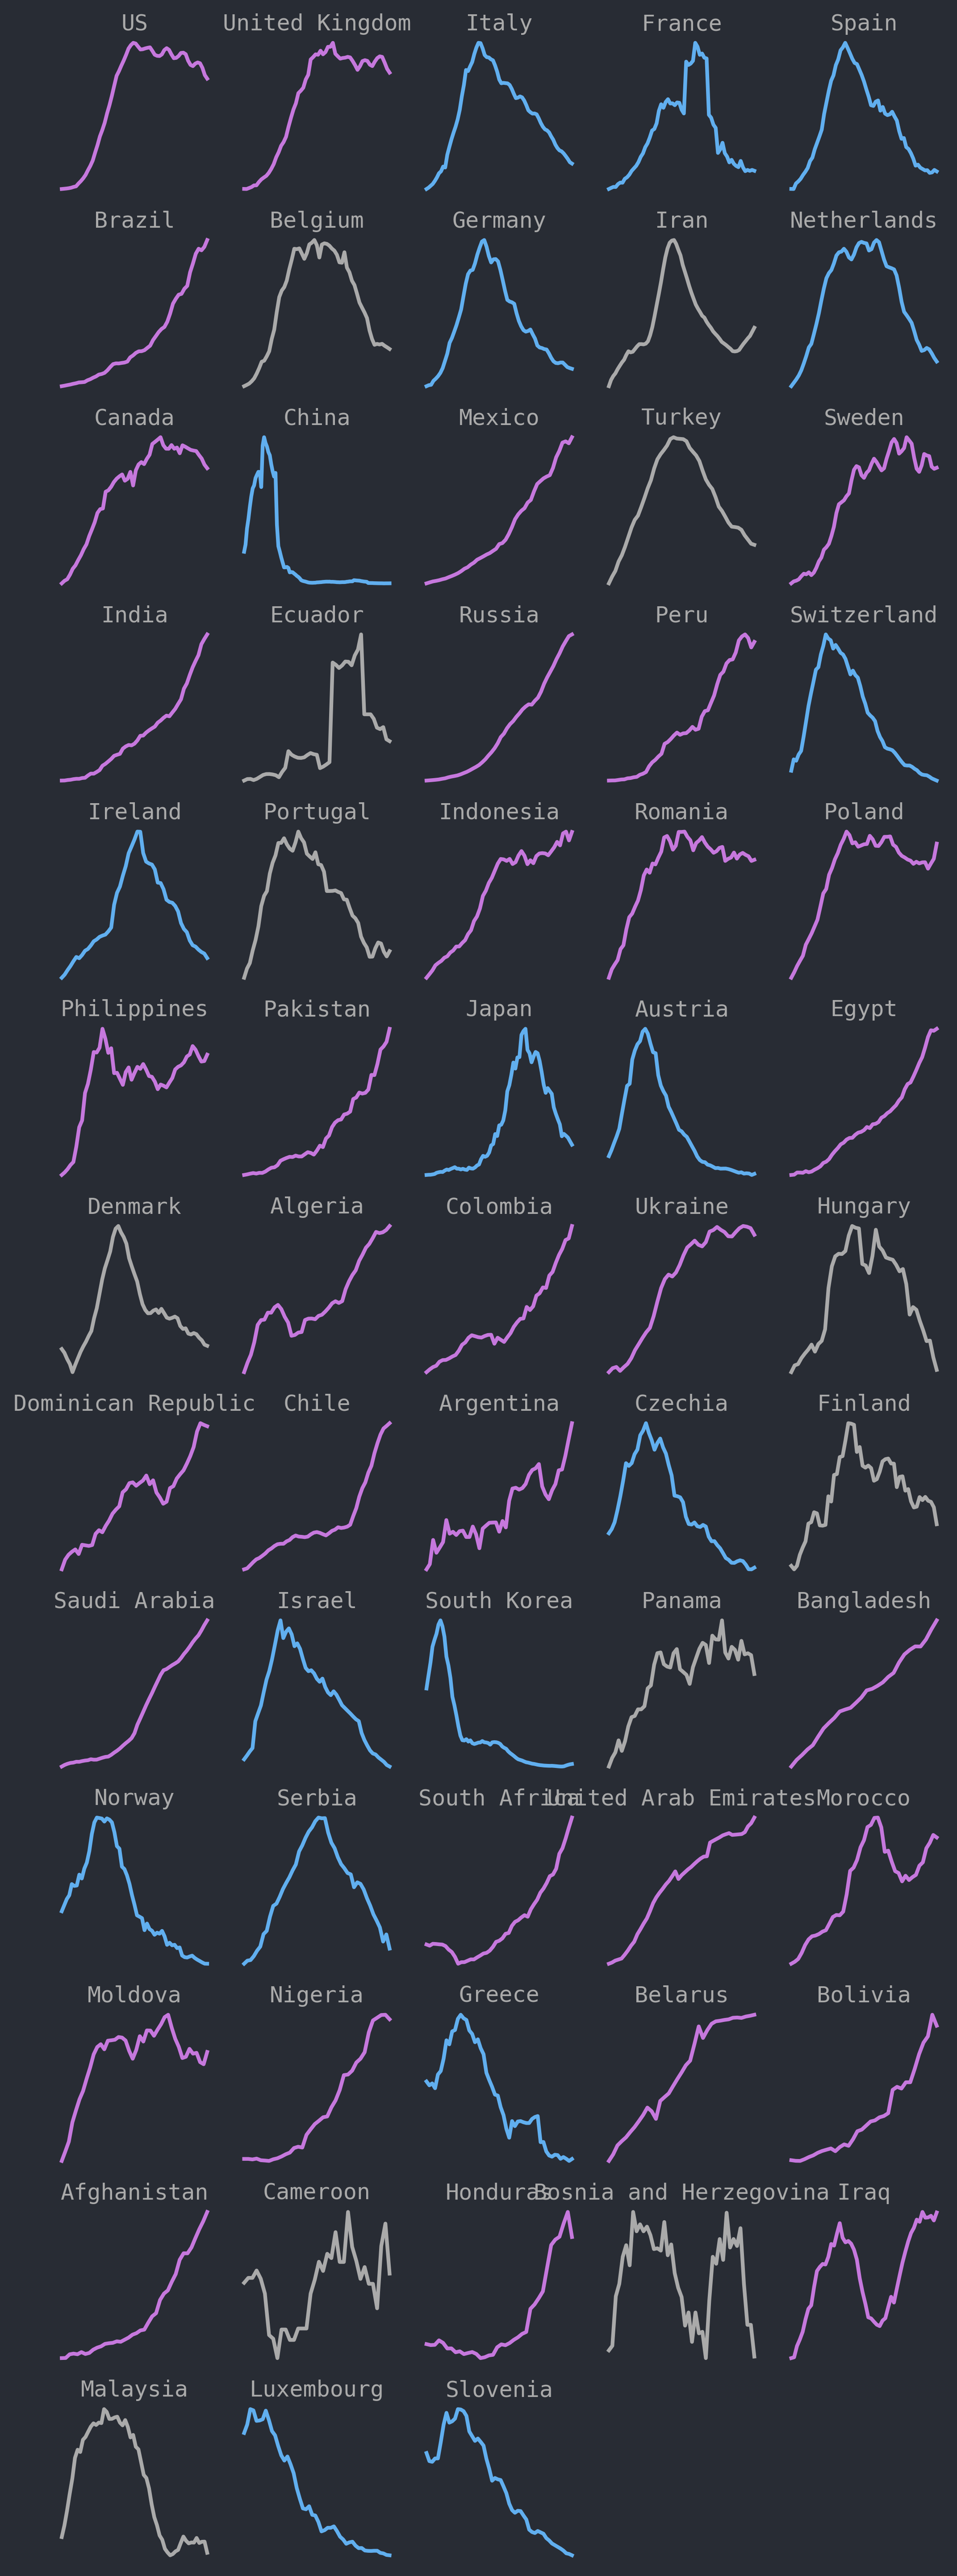 US United Kingdom Italy France Spain
Brazil Belgium Germany Iran Netherlands
Canada China Mexico Turkey Sweden
India Ecuador Russia Peru Switzerland
Ireland Portugal Indonesia Romania Poland
Philippines Pakistan Japan Austria Egypt
Denmark Algeria Colombia Ukraine Hungary
Dominican Republic Chile Argentina Czechia Finland
Saudi Arabia Israel South Korea Panama Bangladesh
Norway Serbia South Africa United Arab Emirates Morocco
Moldova Nigeria Greece Belarus Bolivia
Afghanistan Cameroon Honduras Bosnia and Herzegovina Iraq
Malaysia Luxembourg Slovenia